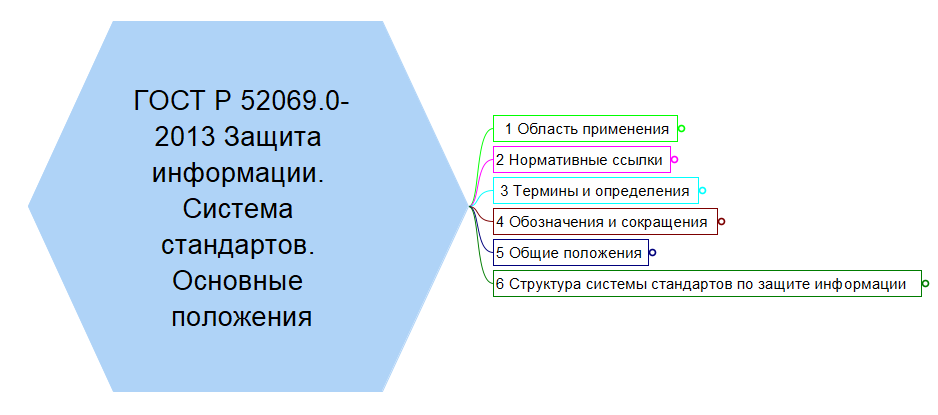 ГОСТ Р 52069.0-
2013 Защита
информации.
Система
стандартов.
Основные
положения
1 Область применения
2 Нормативные ссылки
3 Термины и определения
4 Обозначения и сокращения
5 Общие положения
6 Структура системы стандартов по защите информации